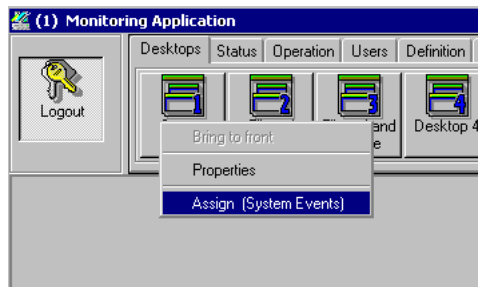 (1) Monitoring Application
Desktops Status Operation Users Definition
Logout
1 2 3 4
and Desktop 4
e
Bring to front
Properties
Assign (System Events)